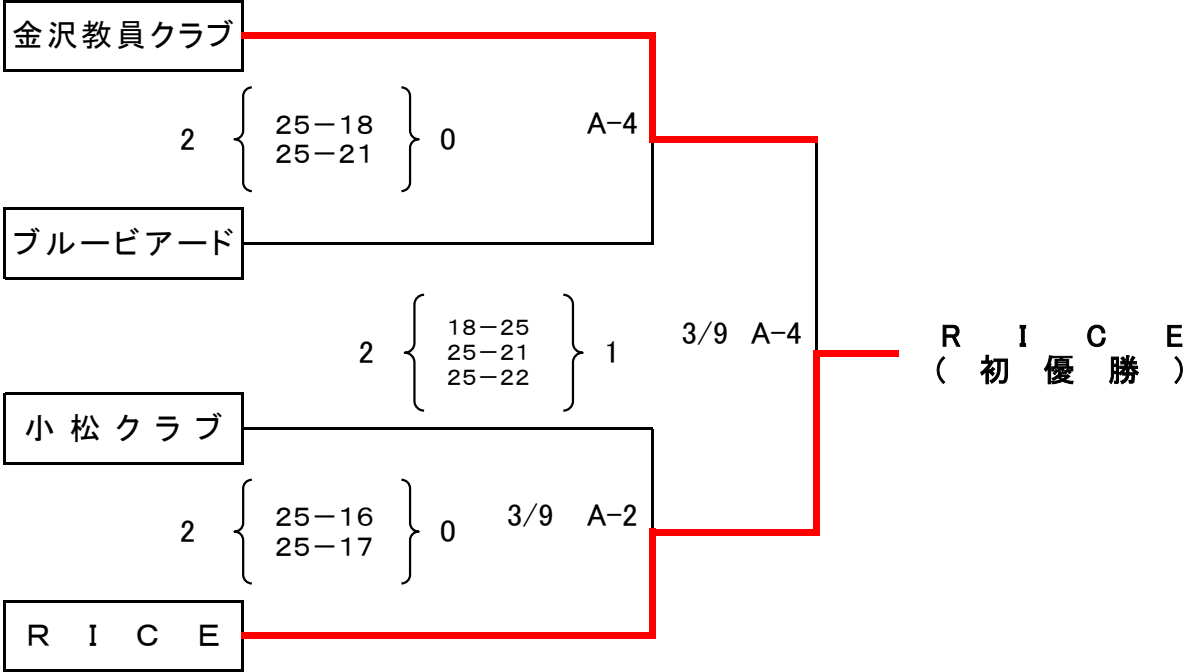 金沢教員クラブ
2 { 25－18 } 0
25－21
A－4
ブルービアード
2 { 18－25 } 1
25－21
25－22
3/9 A－4
ＲＩＣＥ
（初優勝）
小松クラブ
2 { 25－16 } 0
25－17
3/9 A－2
ＲＩＣＥ